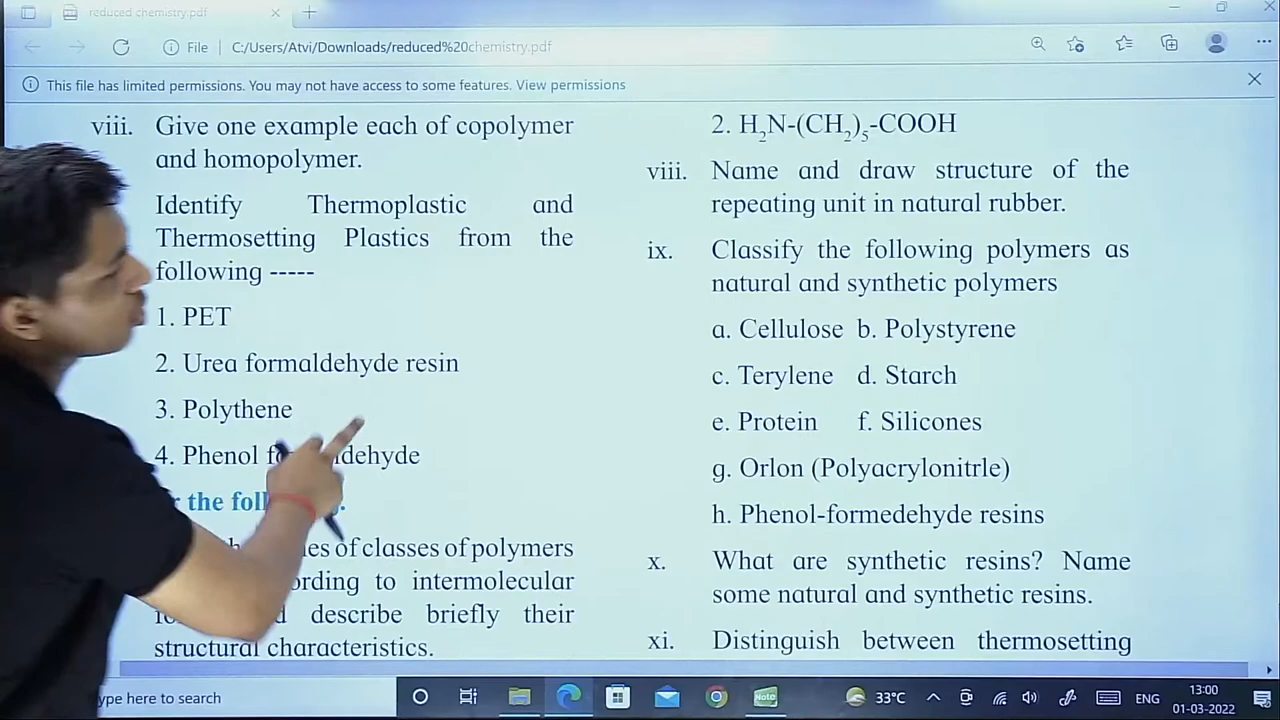 reduced chemistry.pdf
File
C:/Users/Atvi/Downloads/reduced%20chemistry.pdf
This file has limited permissions. You may not have access to some features. View permissions
viii. Give one example each of copolymer
and homopolymer.
Identify Thermoplastic and
Thermosetting Plastics from the
following -----
1. PET
2. Urea formaldehyde resin
3. Polythene
4. Phenol
the
of classes of polymers
to intermolecular
describe briefly their
structural characteristics.
2. H₂N-(CH₂)₅-COOH
viii. Name and draw structure of the
repeating unit in natural rubber.
ix. Classify the following polymers as
natural and synthetic polymers
a. Cellulose b. Polystyrene
c. Terylene d. Starch
e. Protein f. Silicones
g. Orlon (Polyacrylonitrle)
h. Phenol-formedehyde resins
x. What are synthetic resins? Name
some natural and synthetic resins.
xi. Distinguish between thermosetting
here to search
Note
33°C
ENG
13:00
01-03-2022